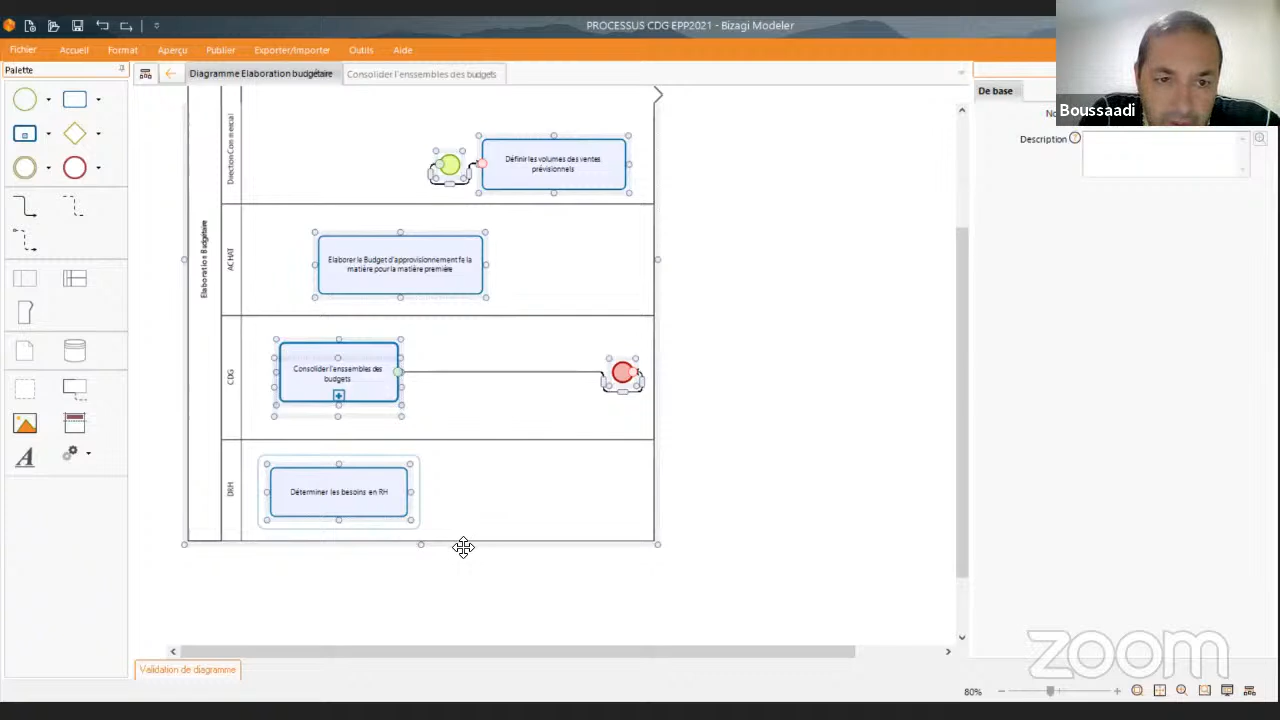 PROCESSUS CDG EPP2021 - Bizagi Modeler
Fichier Accueil Format Aperçu Publier Exporter/Importer Outils Aide
Palette
Diagramme Elaboration budgétaire
Consolider l'enssembles des budgets
De base
Boussaadi
No
Description
Direction Commercial
Définir les volumes des ventes
prévisionnels
Elaboration Budgétaire
ACHAT
Elaborer le Budget d'approvisionnement fe la
matière pour la matière première
CDG
Consolider l'enssembles des
budgets
DRH
Déterminer les besoins en RH
Validation de diagramme
zoom
80%